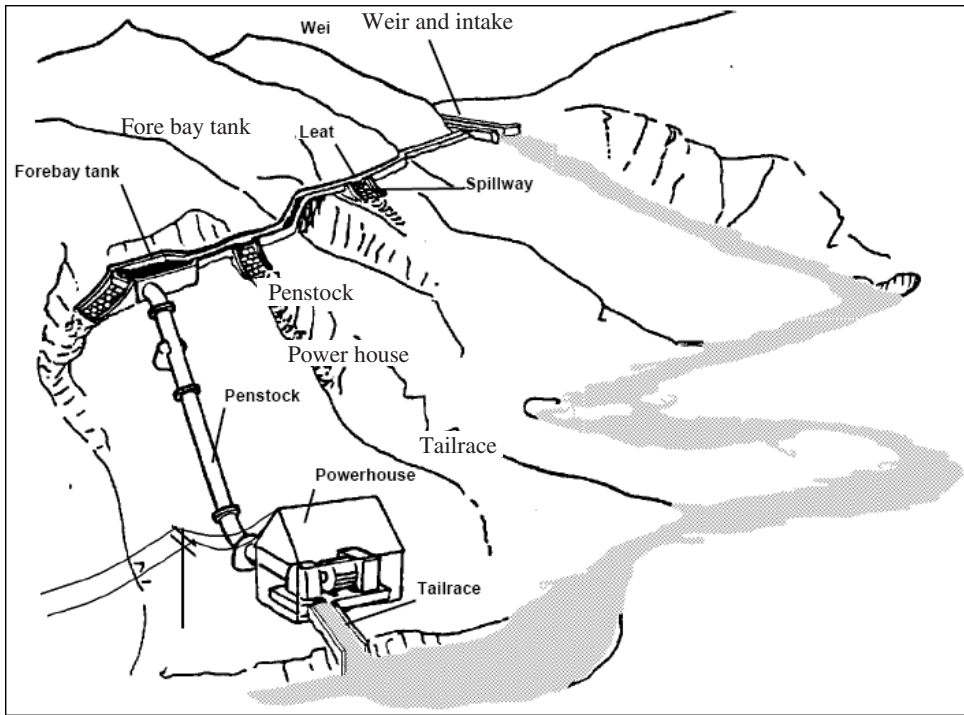 Weir and intake
Wei
Fore bay tank
Leat
Forebay tank
Spillway
Penstock
Power house
Penstock
Tailrace
Powerhouse
Tailrace